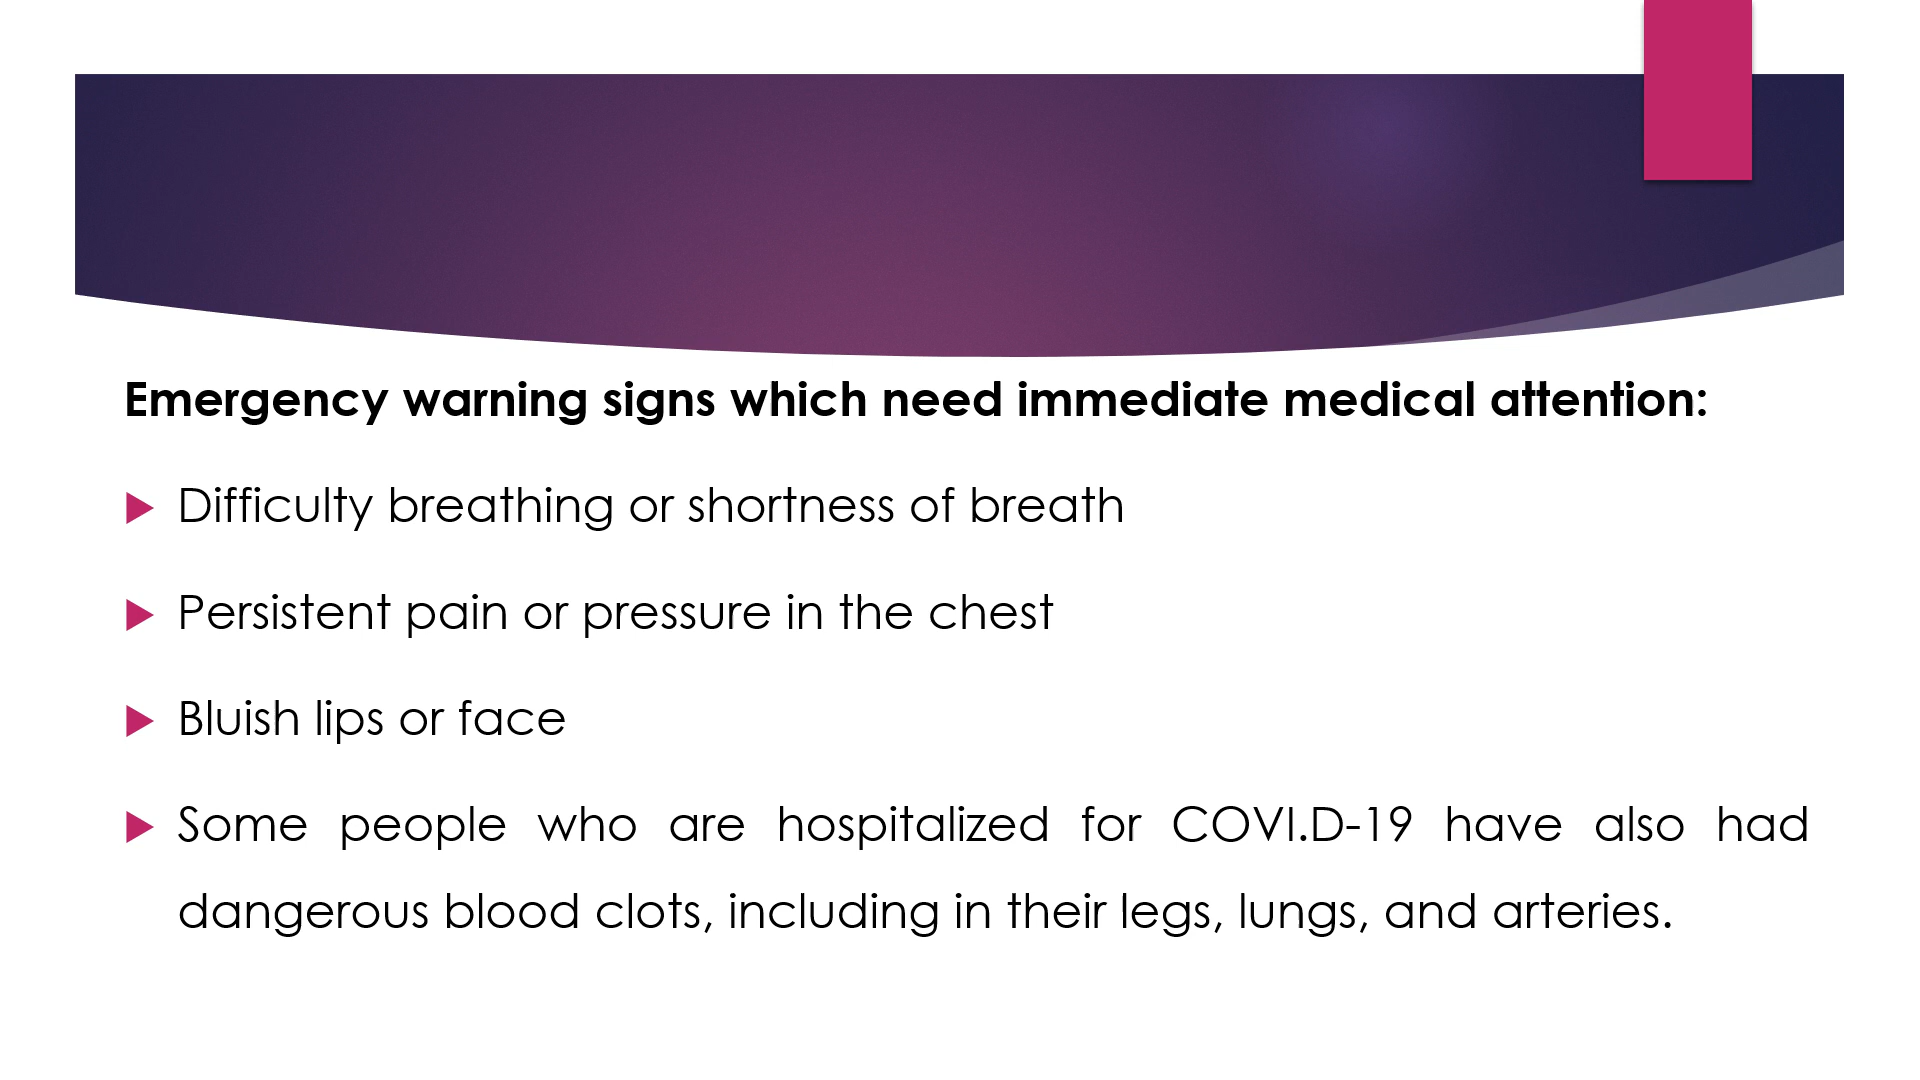 Emergency warning signs which need immediate medical attention:
Difficulty breathing or shortness of breath
Persistent pain or pressure in the chest
Bluish lips or face
Some people who are hospitalized for COVI.D-19 have also had
dangerous blood clots, including in their legs, lungs, and arteries.